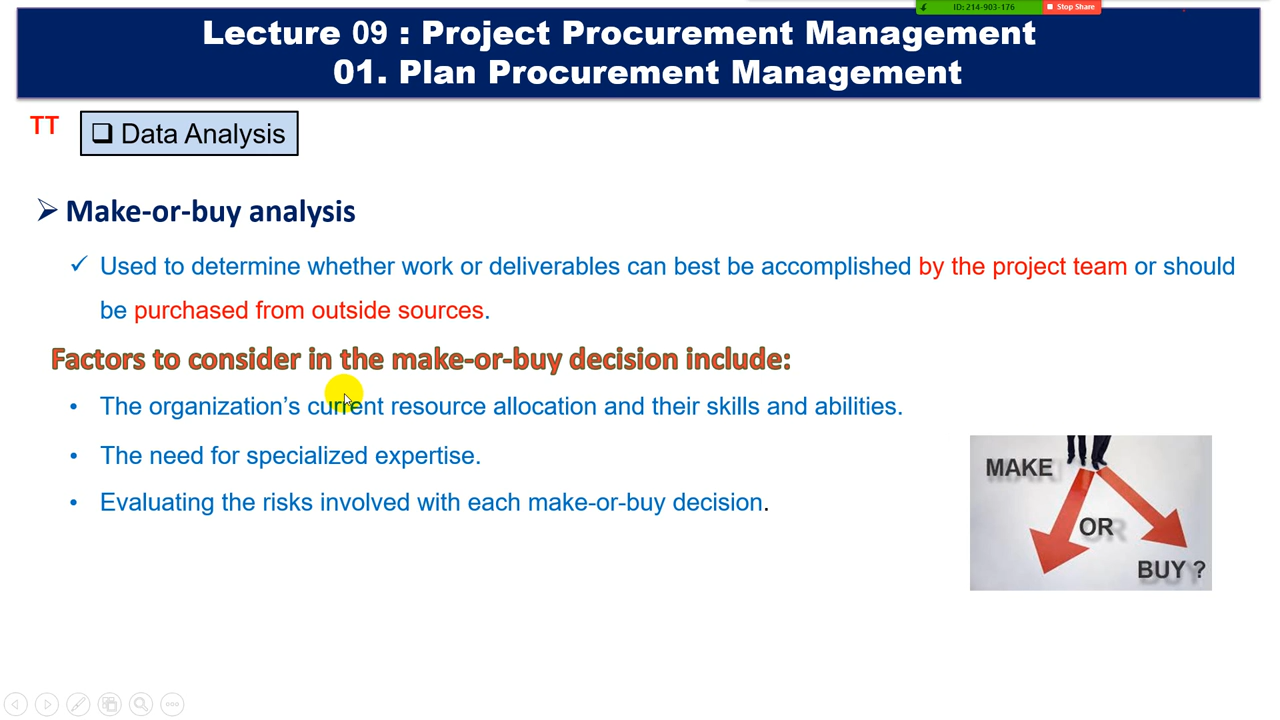 ID: 214-903-176
Stop Share
Lecture 09 : Project Procurement Management
01. Plan Procurement Management
TT
❑ Data Analysis
➢ Make-or-buy analysis
✓ Used to determine whether work or deliverables can best be accomplished by the project team or should
be purchased from outside sources.
Factors to consider in the make-or-buy decision include:
• The organization’s current resource allocation and their skills and abilities.
• The need for specialized expertise.
• Evaluating the risks involved with each make-or-buy decision.
MAKE
OR
BUY ?